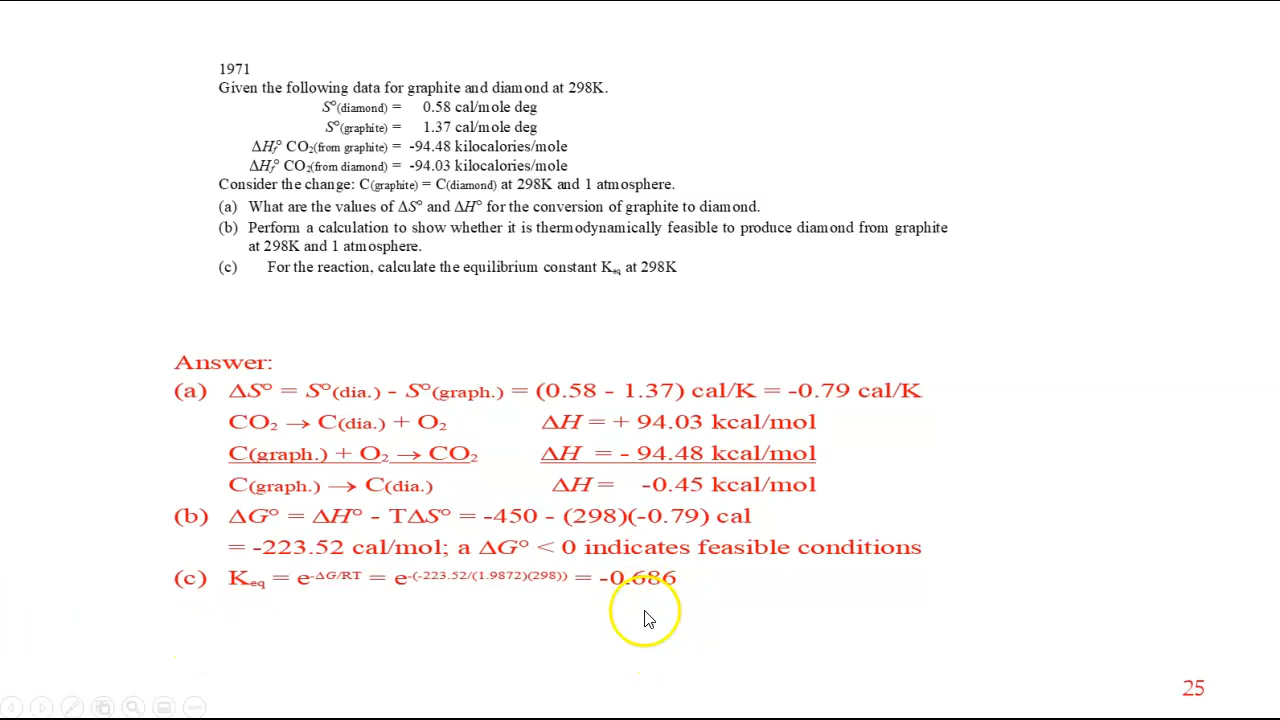 1971
Given the following data for graphite and diamond at 298K.
S°(diamond) = 0.58 cal/mole deg
S°(graphite) = 1.37 cal/mole deg
ΔHf° CO₂(from graphite) = -94.48 kilocalories/mole
ΔHf° CO₂(from diamond) = -94.03 kilocalories/mole
Consider the change: C(graphite) = C(diamond) at 298K and 1 atmosphere.
(a) What are the values of ΔS° and ΔH° for the conversion of graphite to diamond.
(b) Perform a calculation to show whether it is thermodynamically feasible to produce diamond from graphite
at 298K and 1 atmosphere.
(c) For the reaction, calculate the equilibrium constant Keq at 298K
Answer:
(a) ΔS° = S°(dia.) - S°(graph.) = (0.58 - 1.37) cal/K = -0.79 cal/K
CO₂ → C(dia.) + O₂ ΔH = + 94.03 kcal/mol
C(graph.) + O₂ → CO₂ ΔH = - 94.48 kcal/mol
C(graph.) → C(dia.) ΔH = -0.45 kcal/mol
(b) ΔG° = ΔH° - TΔS° = -450 - (298)(-0.79) cal
= -223.52 cal/mol; a ΔG° < 0 indicates feasible conditions
(c) Keq = e-ΔG/RT = e-(-223.52/(1.9872)(298)) = -0.686
25